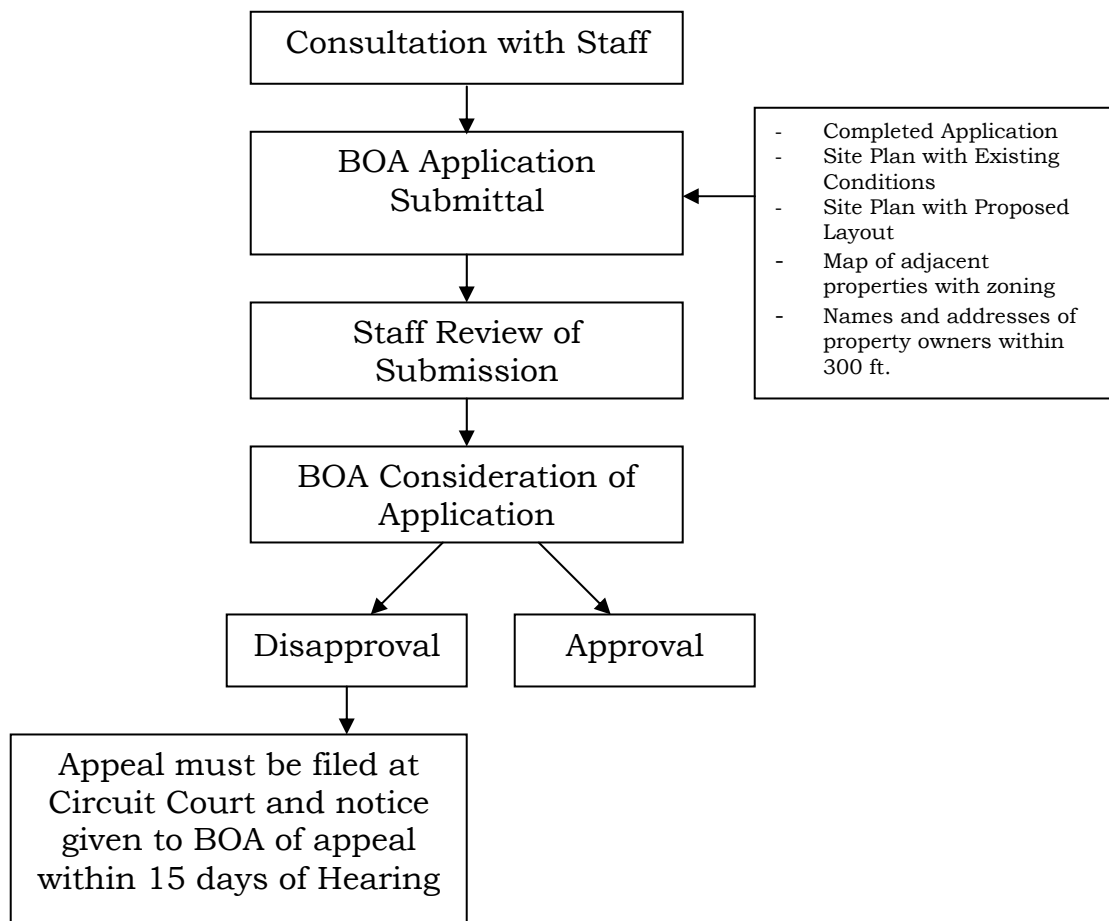 Consultation with Staff
BOA Application
Submittal
- Completed Application
- Site Plan with Existing
Conditions
- Site Plan with Proposed
Layout
- Map of adjacent
properties with zoning
- Names and addresses of
property owners within
300 ft.
Staff Review of
Submission
BOA Consideration of
Application
Disapproval
Approval
Appeal must be filed at
Circuit Court and notice
given to BOA of appeal
within 15 days of Hearing